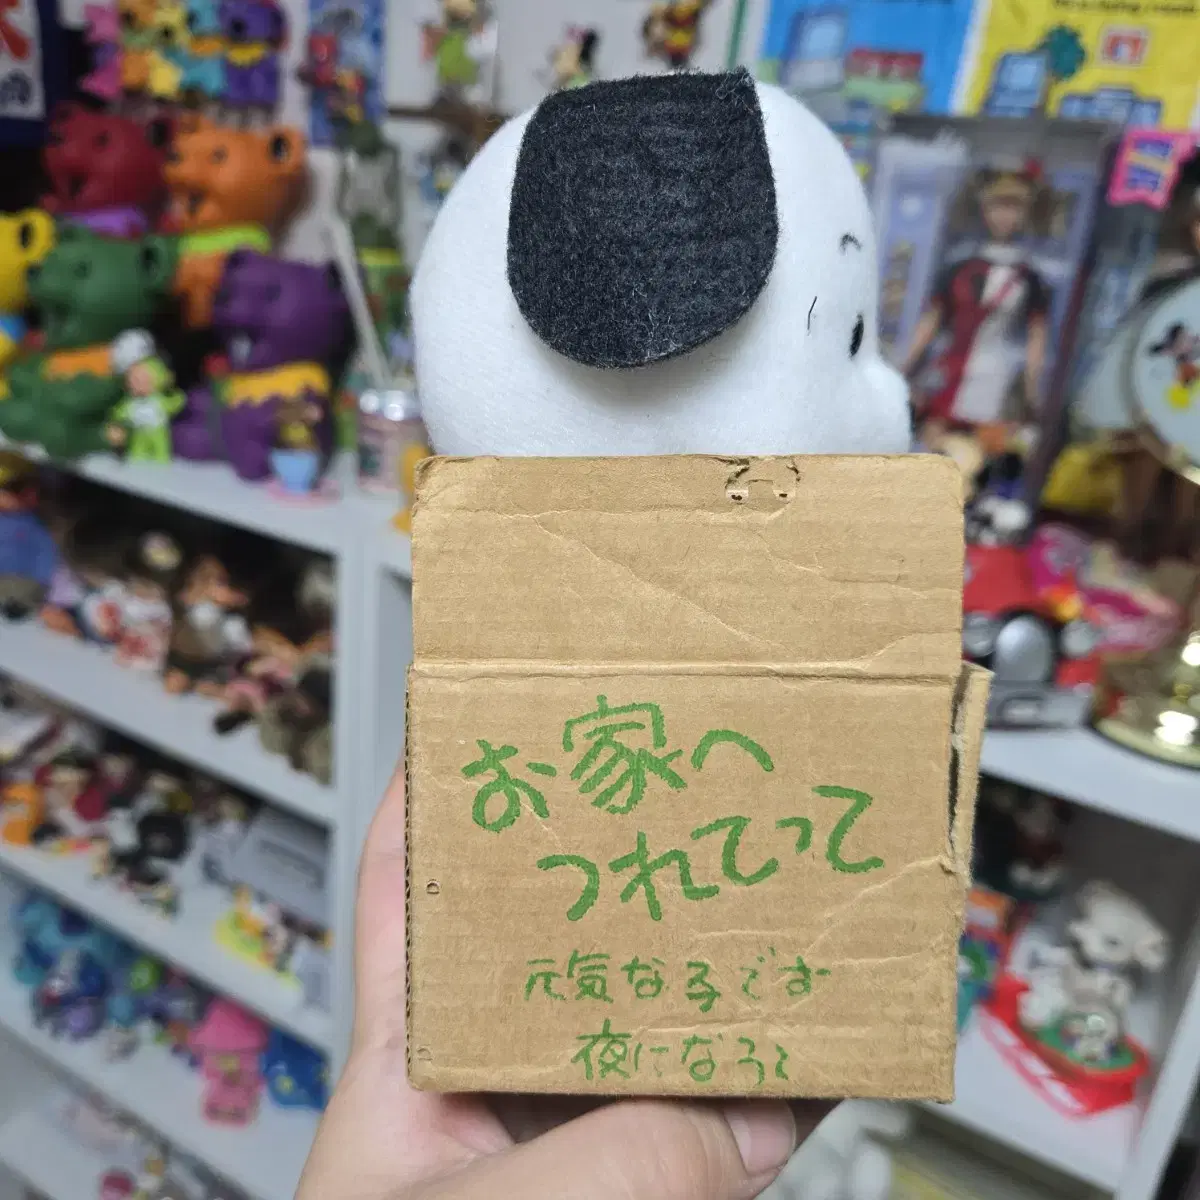 お家へ
つれてって
元気な子です
夜になると